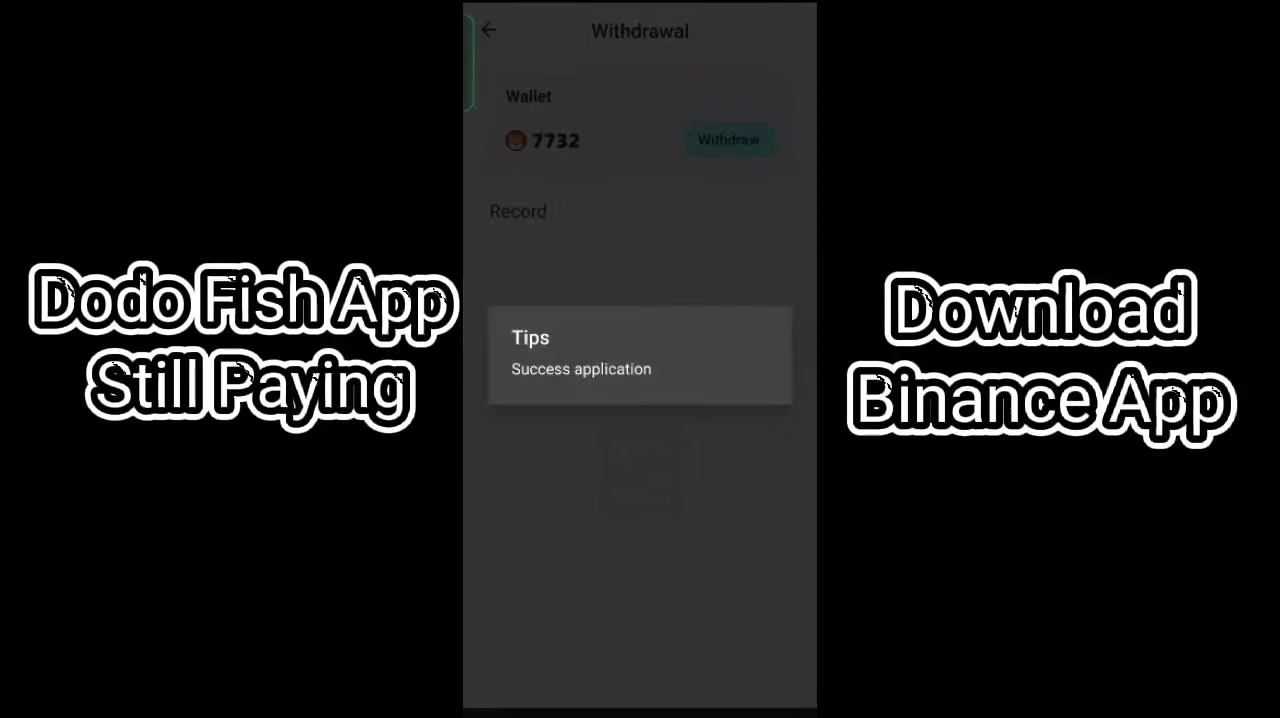 Withdrawal
Wallet
7732
Withdraw
Record
Dodo Fish App
Still Paying
Tips
Success application
Download
Binance App